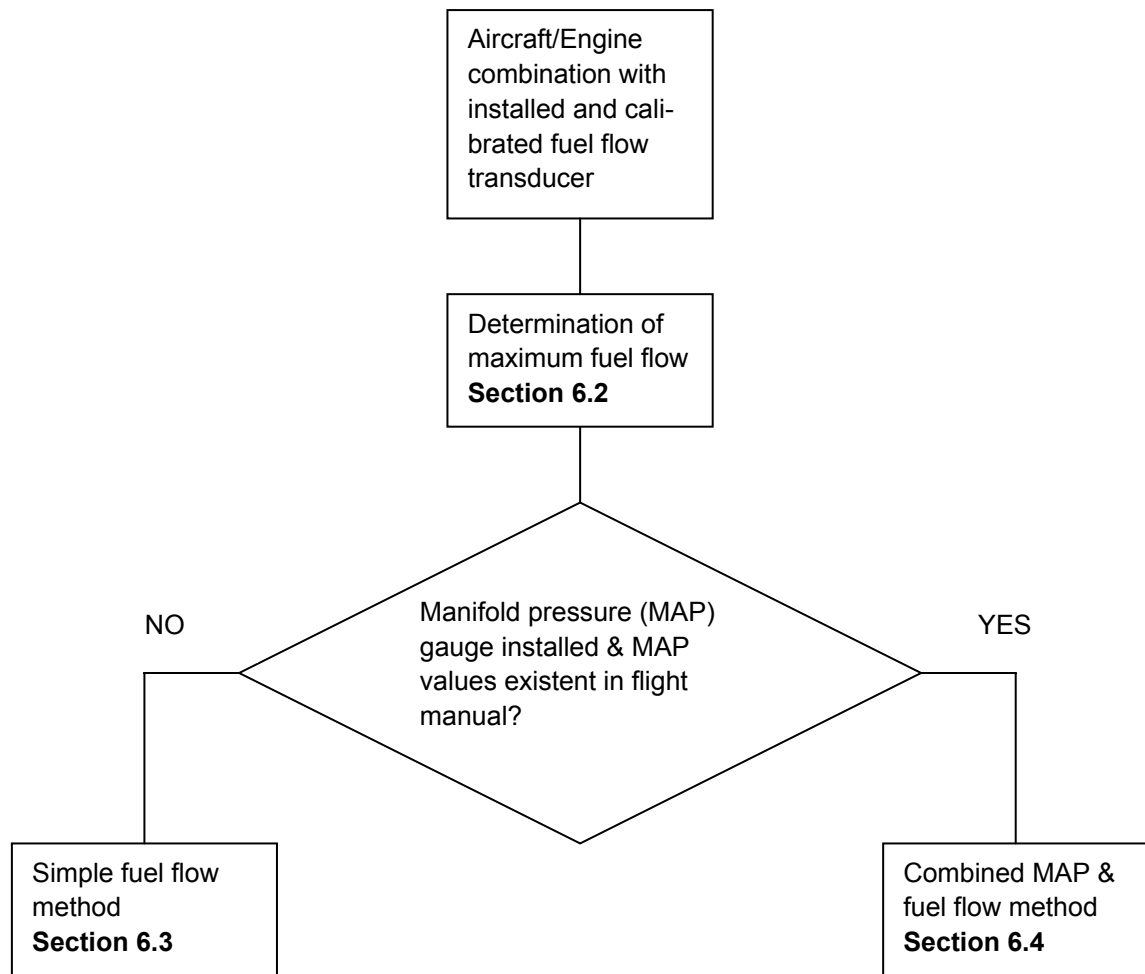 Aircraft/Engine
combination with
installed and cali-
brated fuel flow
transducer
Determination of
maximum fuel flow
Section 6.2
Manifold pressure (MAP)
gauge installed & MAP
values existent in flight
manual?
NO
YES
Simple fuel flow
method
Section 6.3
Combined MAP &
fuel flow method
Section 6.4